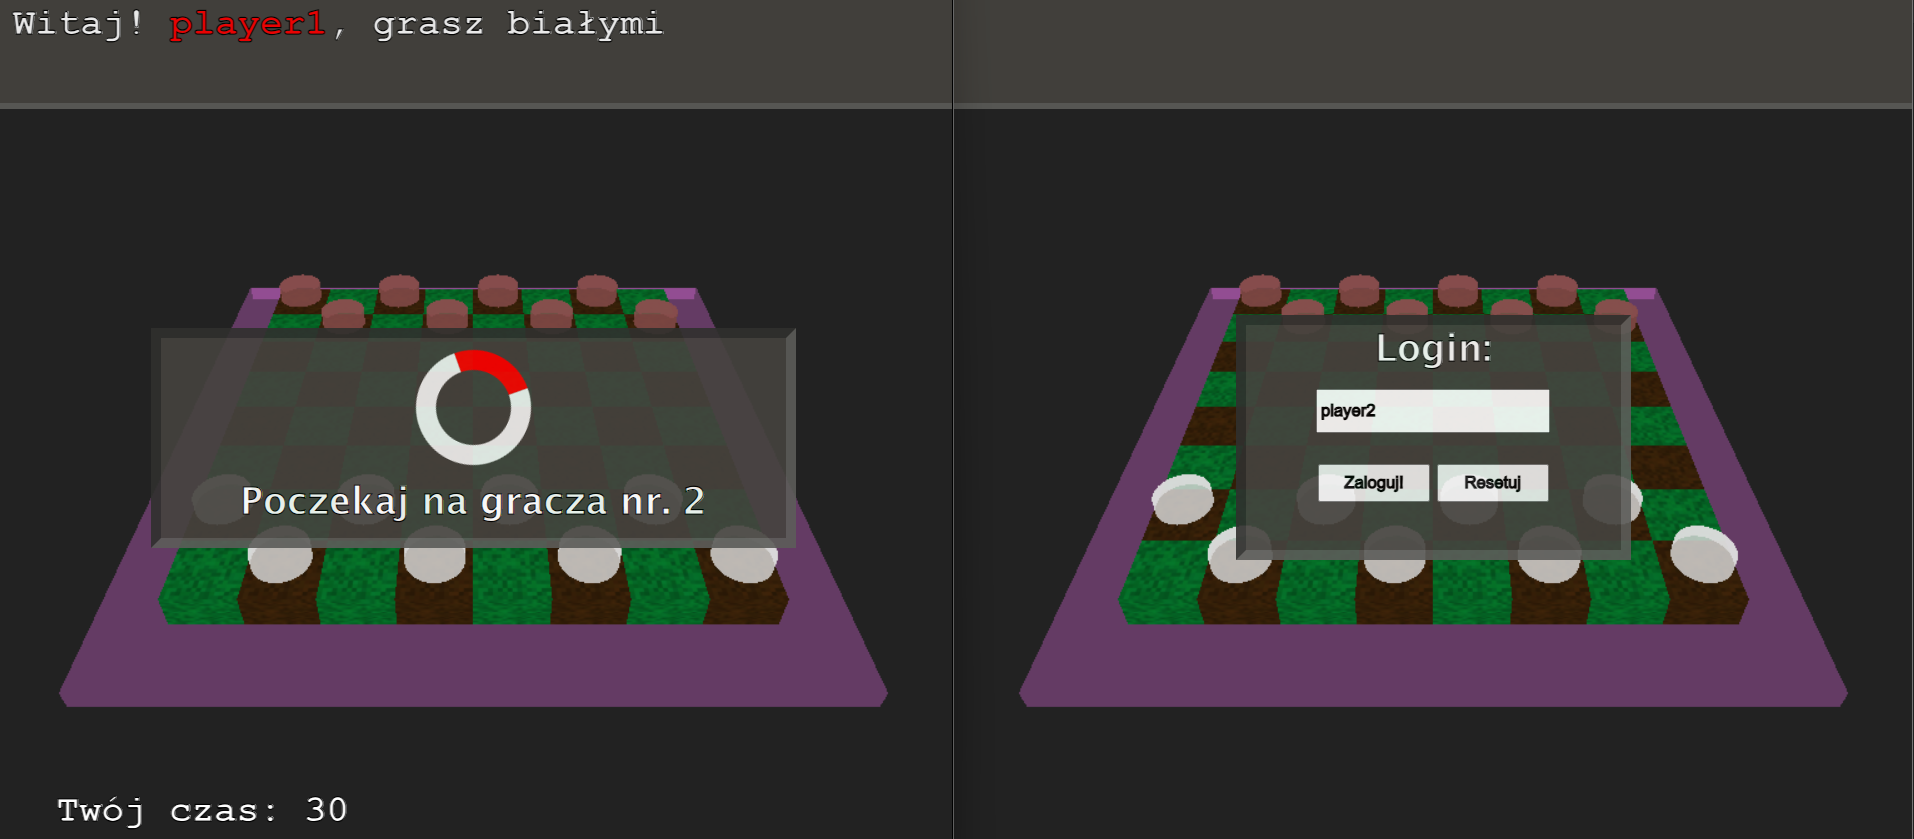 Witaj! player1, grasz białymi
Poczekaj na gracza nr. 2
Twój czas: 30
Login:
player2
Zaloguj!
Resetuj